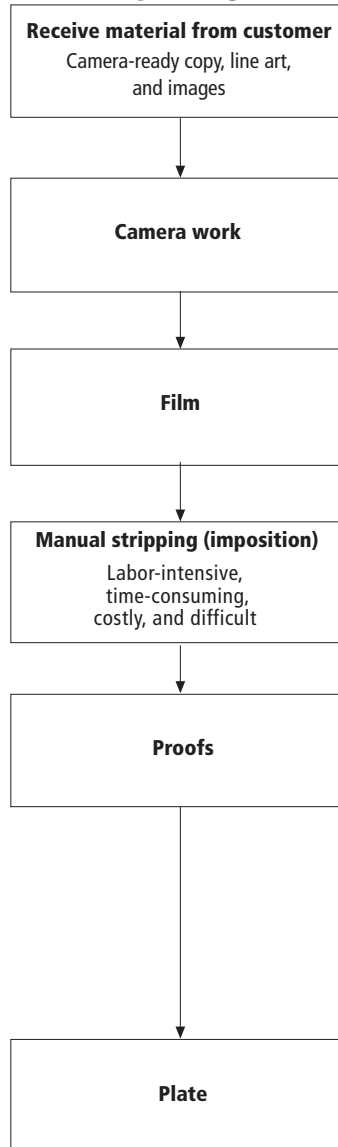 Receive material from customer
Camera-ready copy, line art,
and images
Camera work
Film
Manual stripping (imposition)
Labor-intensive,
time-consuming,
costly, and difficult
Proofs
Plate